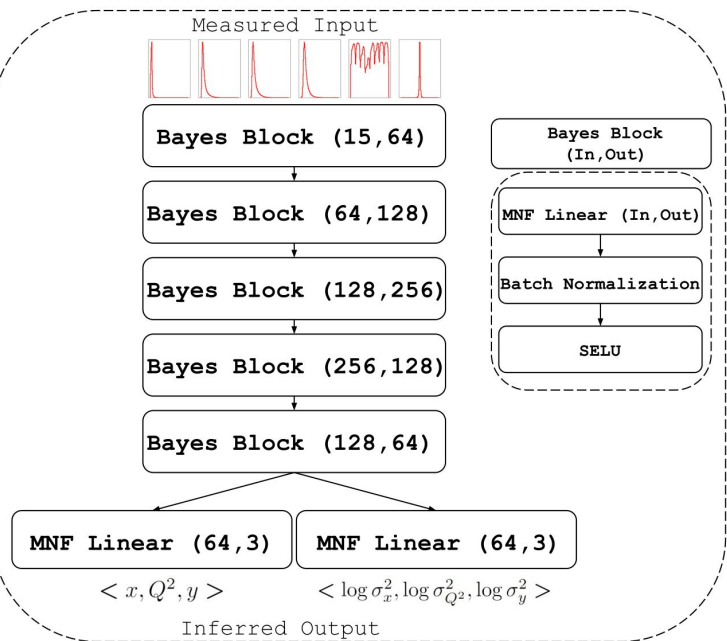 Measured Input
Bayes Block (15,64)
Bayes Block (64,128)
Bayes Block (128,256)
Bayes Block (256,128)
Bayes Block (128,64)
MNF Linear (64,3)
MNF Linear (64,3)
< x, Q², y >
< log σ²ₓ, log σ²_Q², log σ²_y >
Inferred Output
Bayes Block
(In,Out)
MNF Linear (In,Out)
Batch Normalization
SELU